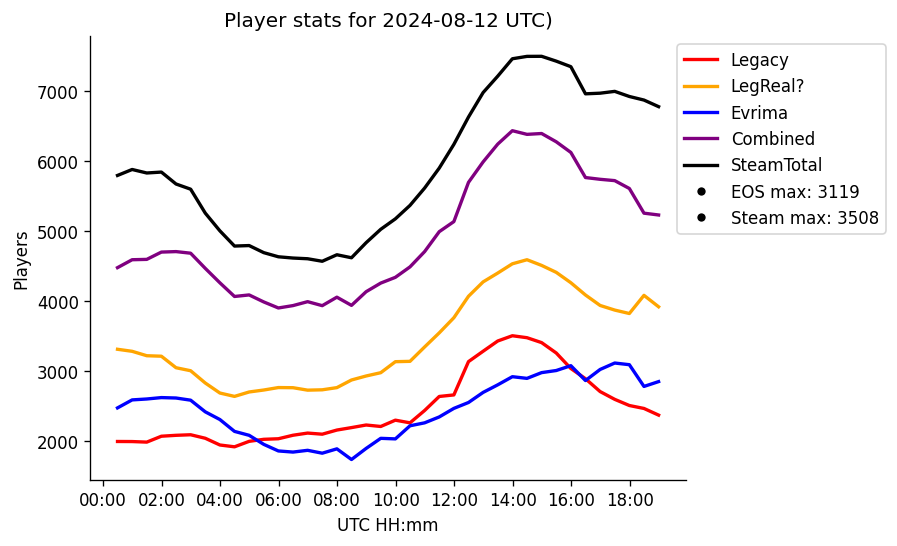 Player stats for 2024-08-12 UTC)
Legacy
LegReal?
Evrima
Combined
SteamTotal
EOS max: 3119
Steam max: 3508
Players
7000
6000
5000
4000
3000
2000
00:00 02:00 04:00 06:00 08:00 10:00 12:00 14:00 16:00 18:00
UTC HH:mm